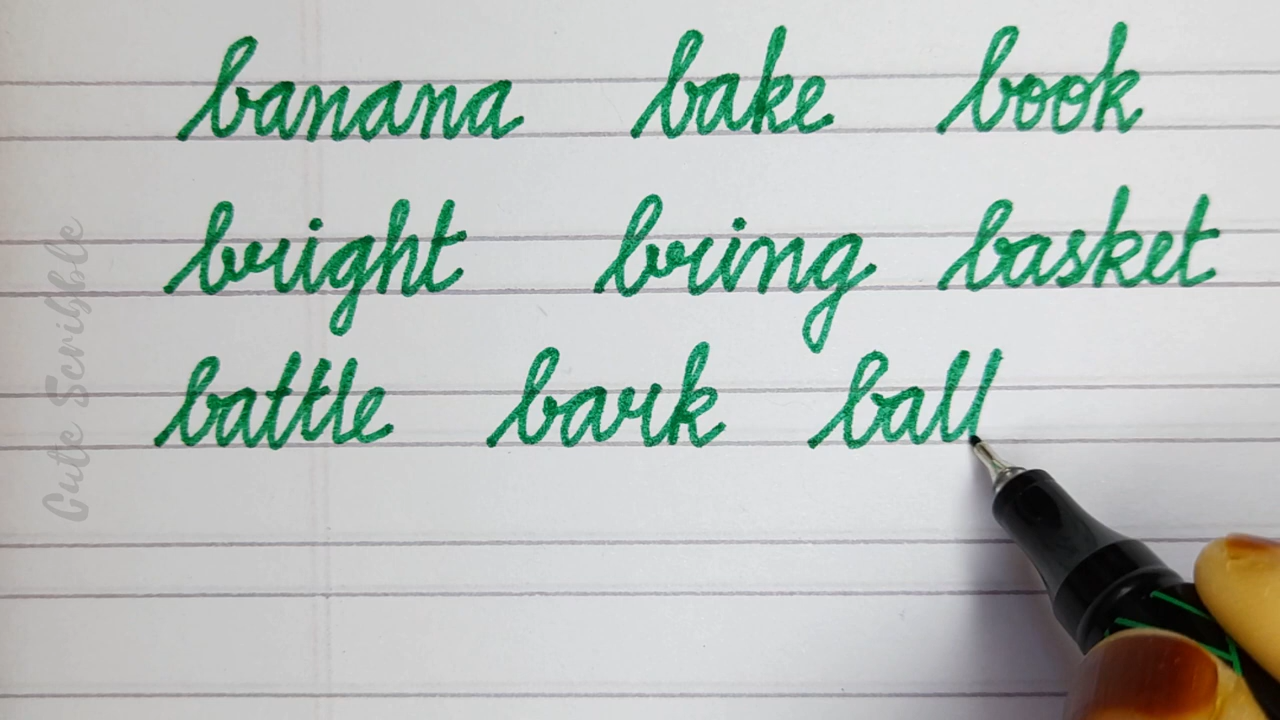 banana bake book
bright bring basket
battle bark ball
Cute Scribble